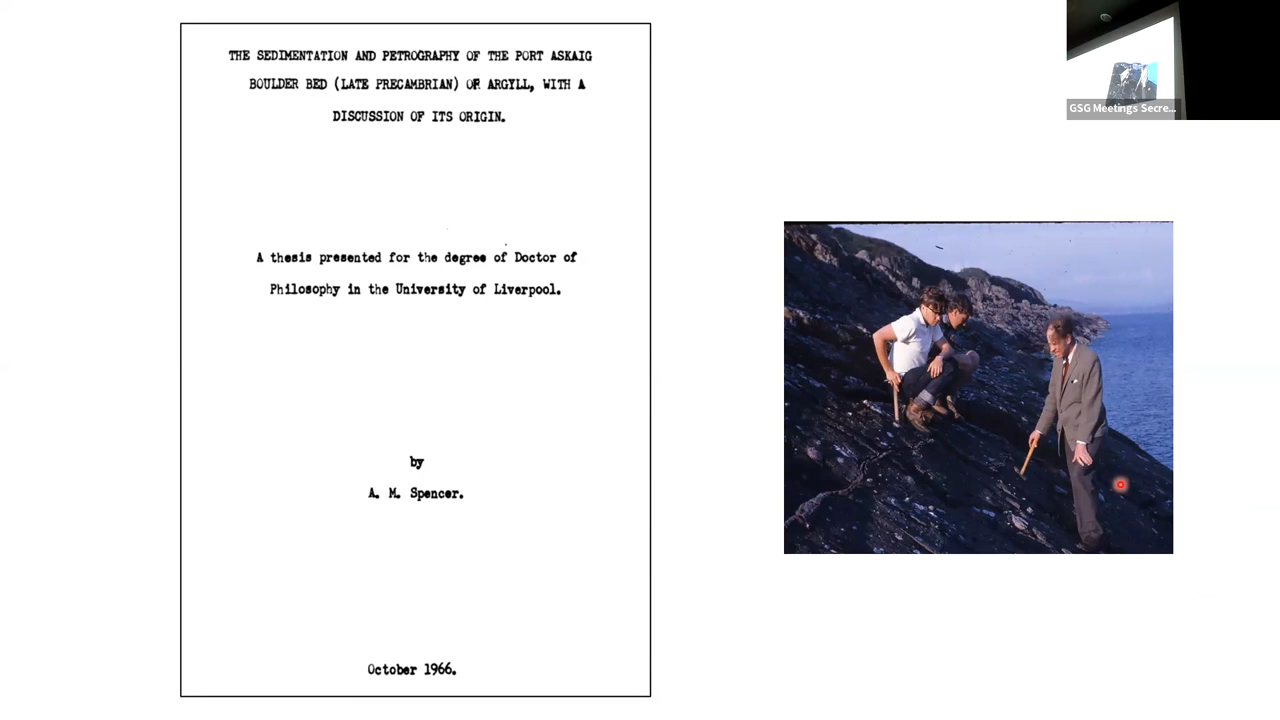 THE SEDIMENTATION AND PETROGRAPHY OF THE PORT ASKAIG
BOULDER BED (LATE PRECAMBRIAN) OF ARGYLL, WITH A
DISCUSSION OF ITS ORIGIN.
A thesis presented for the degree of Doctor of
Philosophy in the University of Liverpool.
by
A. M. Spencer.
October 1966.
GSG Meetings Secre...